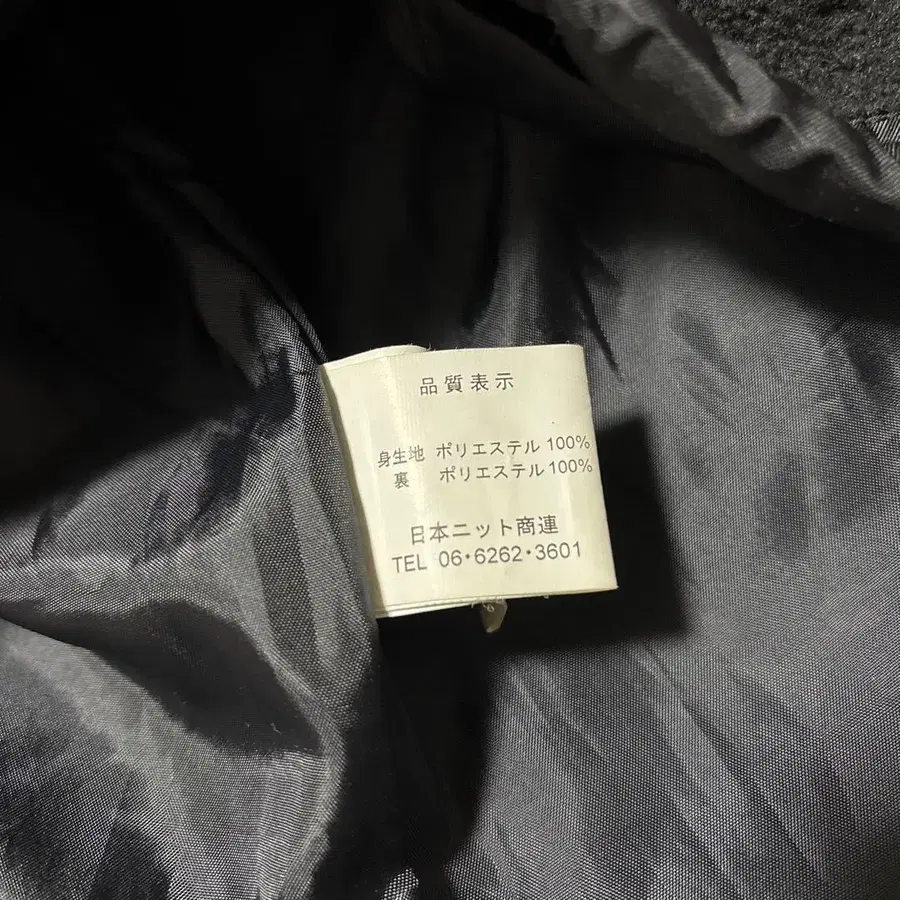 品質表示
身生地 ポリエステル 100%
裏 ポリエステル 100%
日本ニット商連
TEL 06・6262・3601